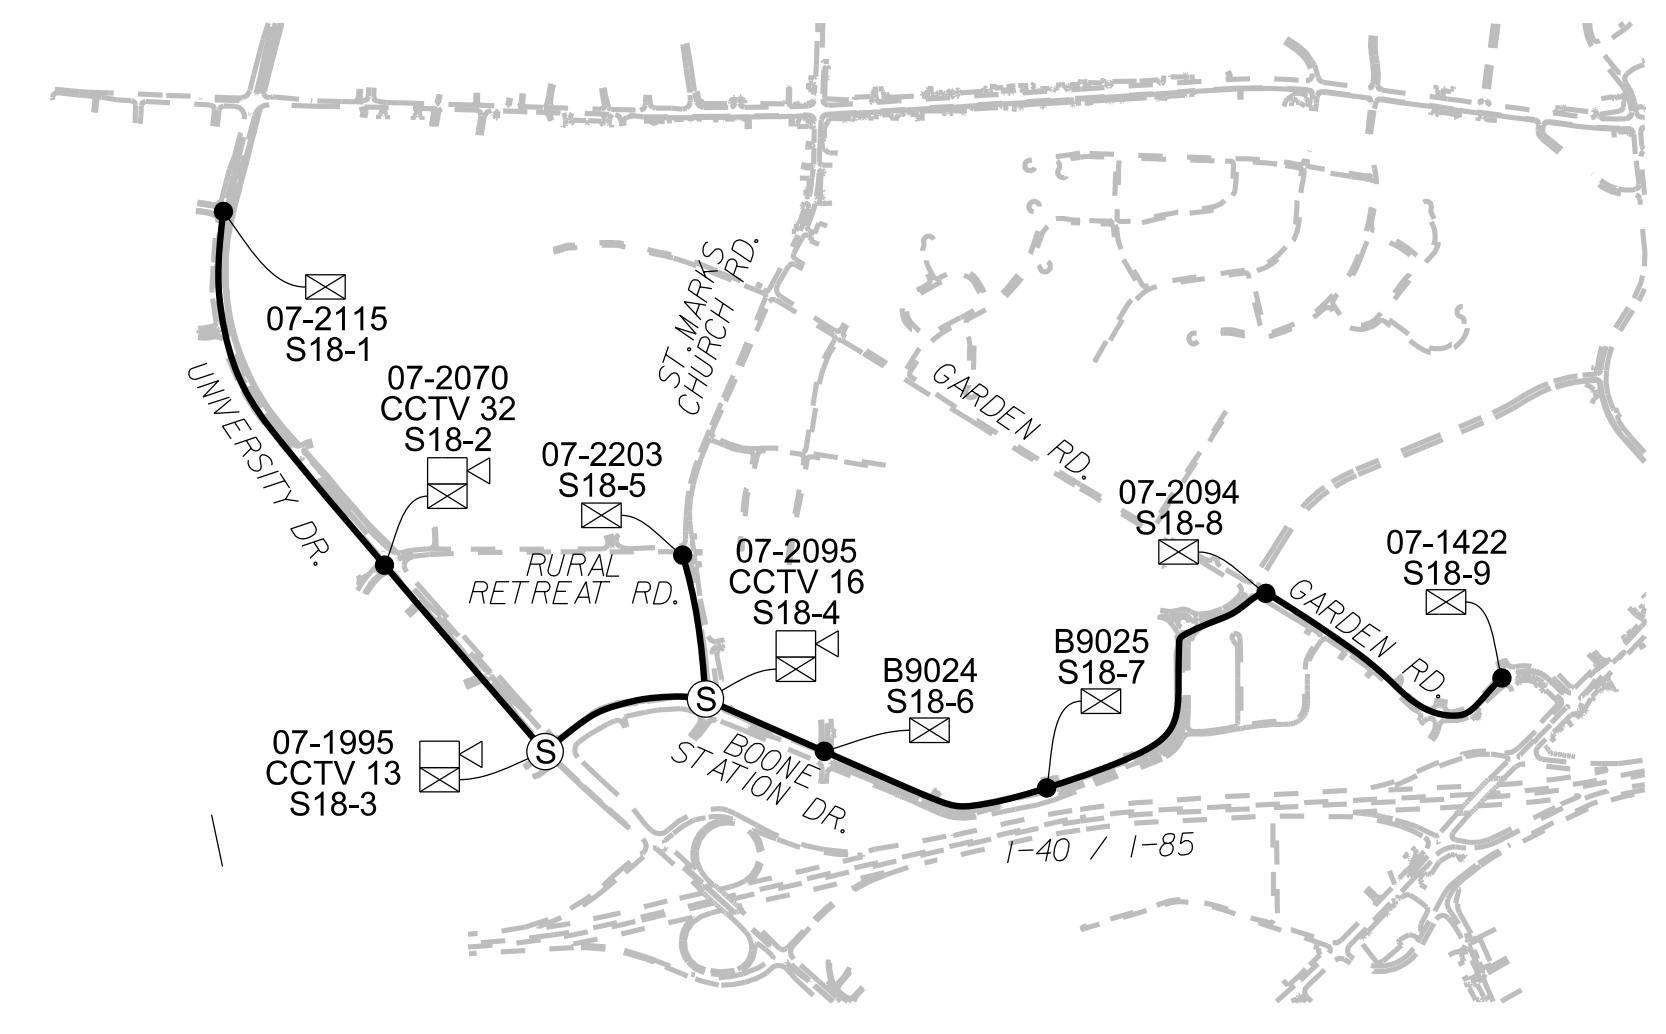 07-2115
S18-1
UNIVERSITY DR.
07-2070
CCTV 32
S18-2
ST. MARKS
CHURCH RD.
GARDEN RD.
07-2203
S18-5
RURAL
RETREAT RD.
07-2095
CCTV 16
S18-4
07-2094
S18-8
07-1422
S18-9
GARDEN RD.
B9025
S18-7
B9024
S18-6
S
S
07-1995
CCTV 13
S18-3
BOONE
STATION DR.
I-40 / I-85